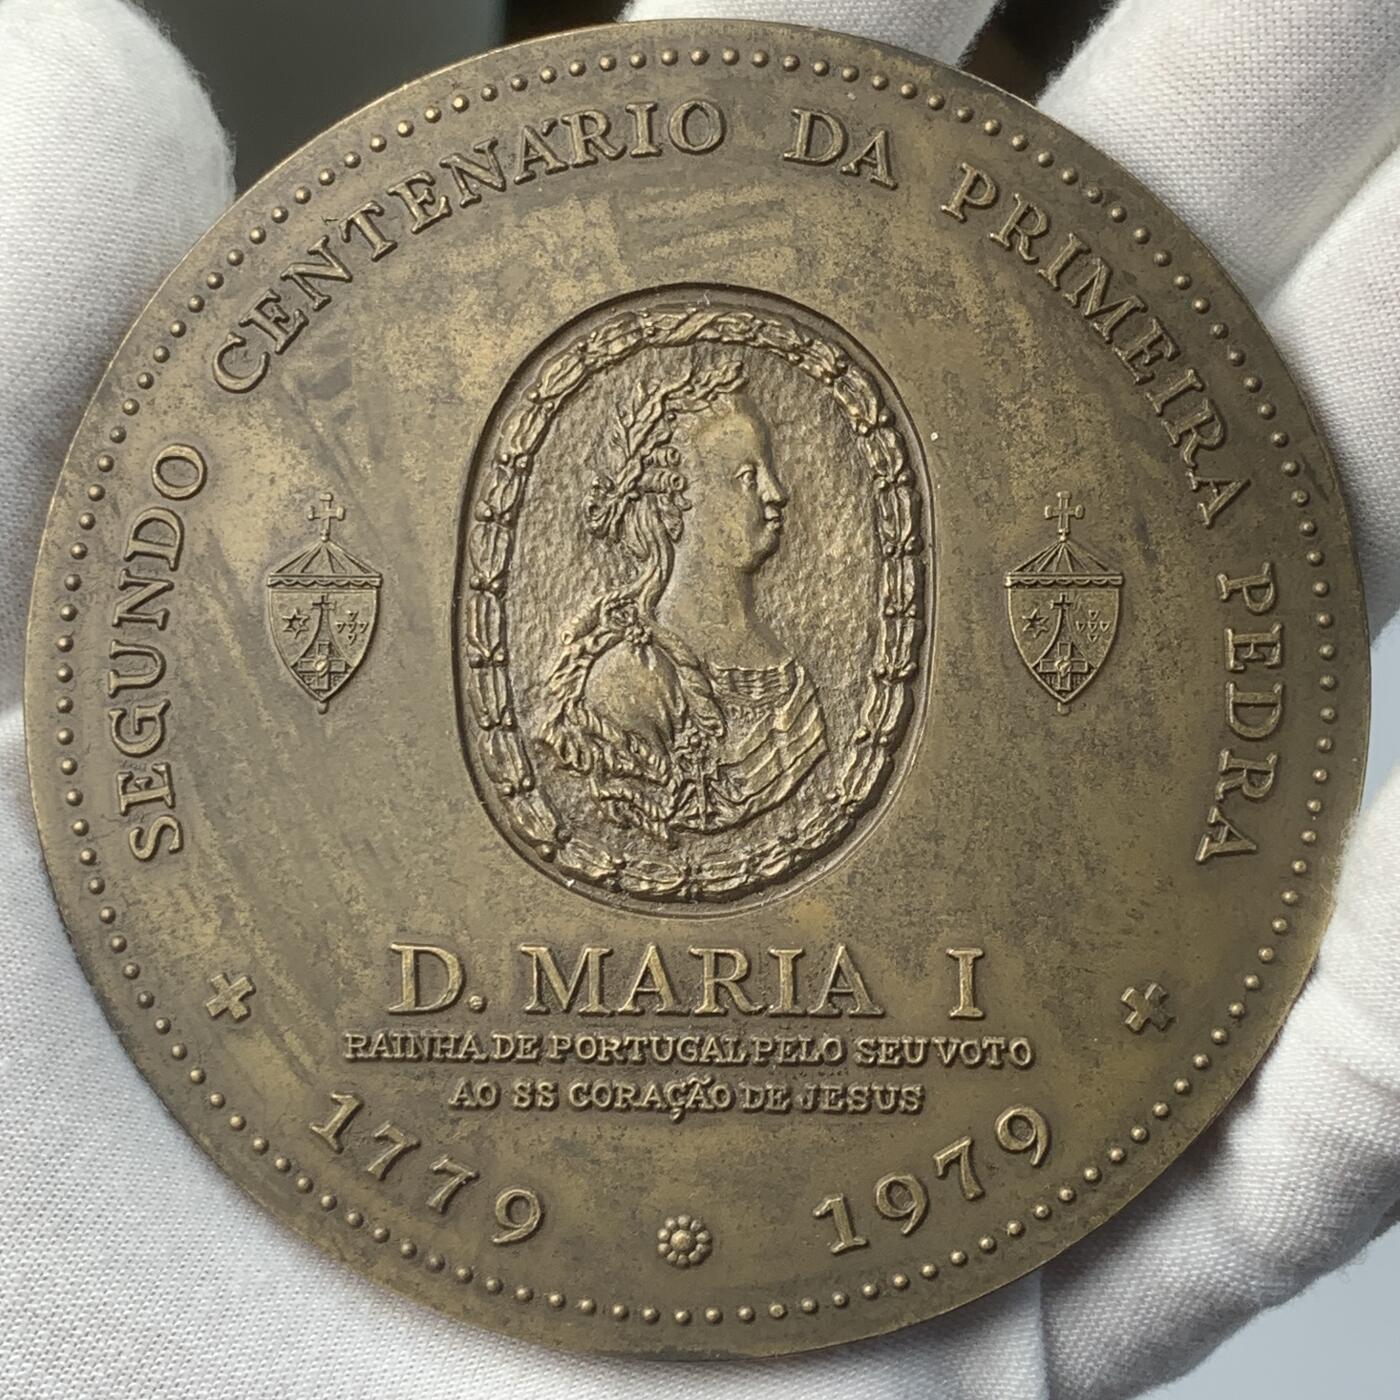 SEGUNDO CENTENÁRIO DA PRIMEIRA PEDRA
D. MARIA I
RAINHA DE PORTUGAL PELO SEU VOTO
AO SS CORAÇÃO DE JESUS
1779 1979